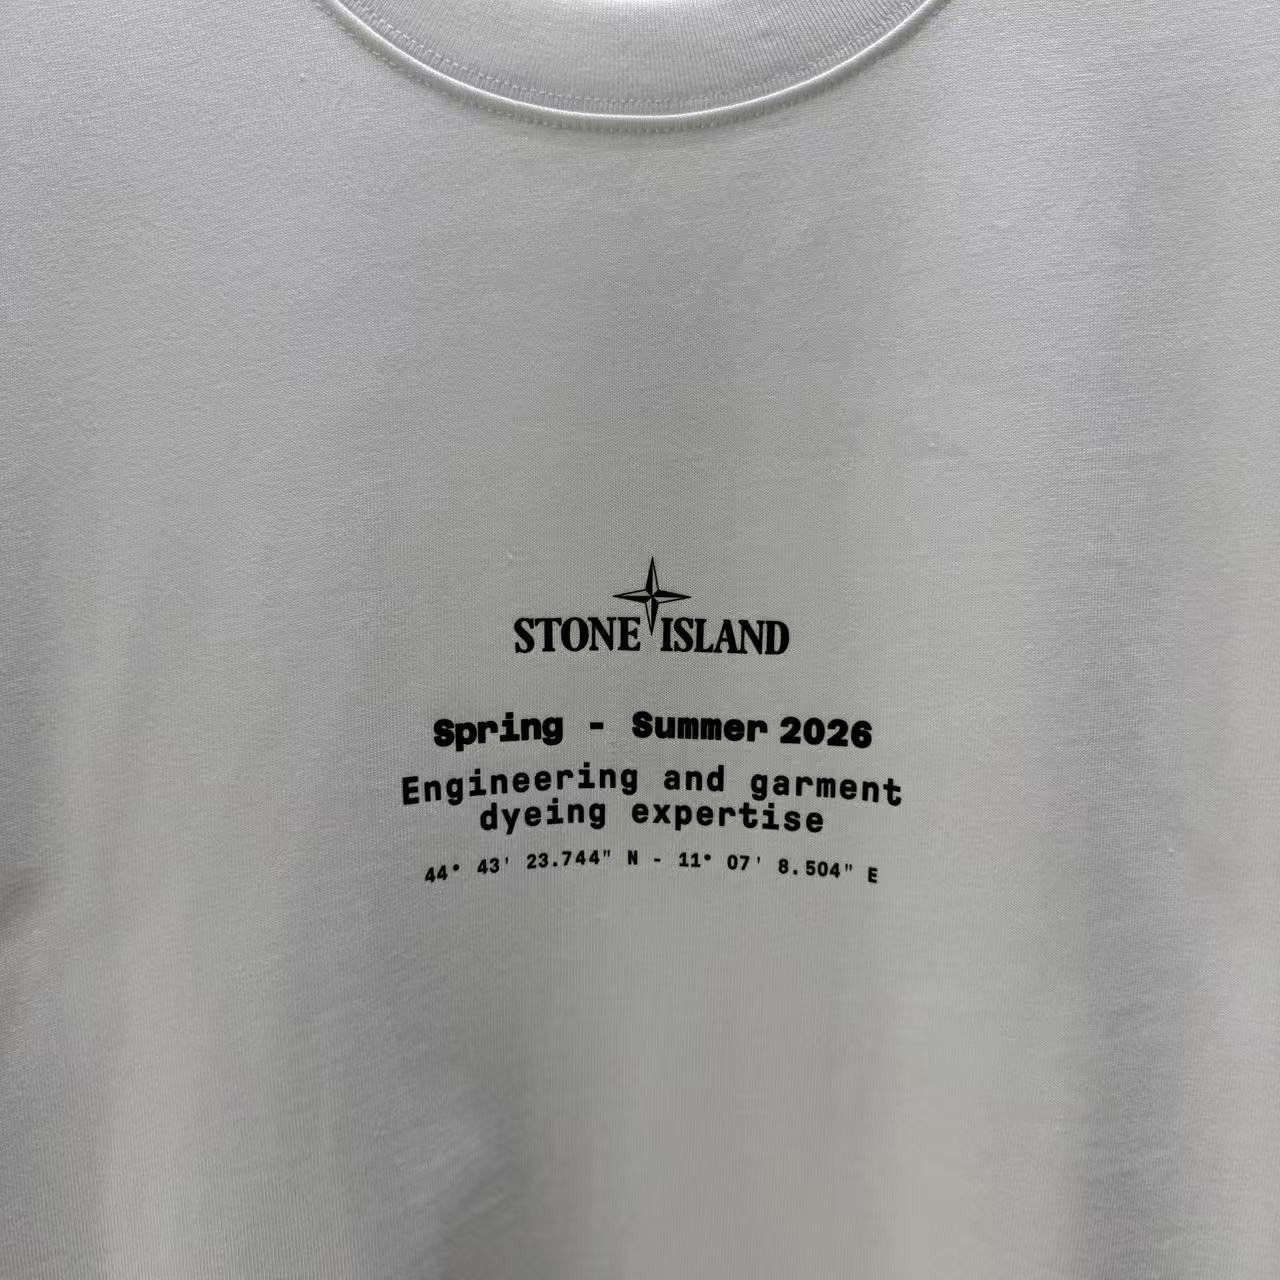 STONE ISLAND
Spring - Summer 2026
Engineering and garment
dyeing expertise
44° 43' 23.744" N - 11° 07' 8.504" E